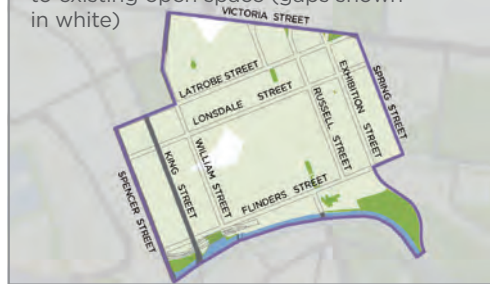 to existing open space (gaps shown
in white)
VICTORIA STREET
LATROBE STREET
LONSDALE STREET
EXHIBITION STREET
SPRING STREET
RUSSELL STREET
KING STREET
WILLIAM STREET
SPENCER STREET
FLINDERS STREET